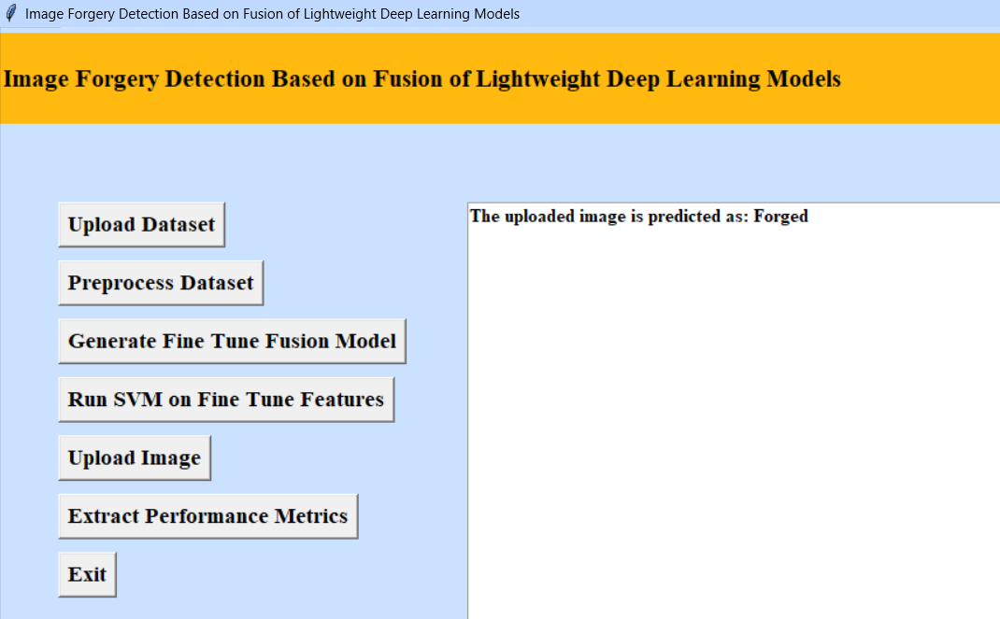 Image Forgery Detection Based on Fusion of Lightweight Deep Learning Models
Image Forgery Detection Based on Fusion of Lightweight Deep Learning Models
Upload Dataset
The uploaded image is predicted as: Forged
Preprocess Dataset
Generate Fine Tune Fusion Model
Run SVM on Fine Tune Features
Upload Image
Extract Performance Metrics
Exit